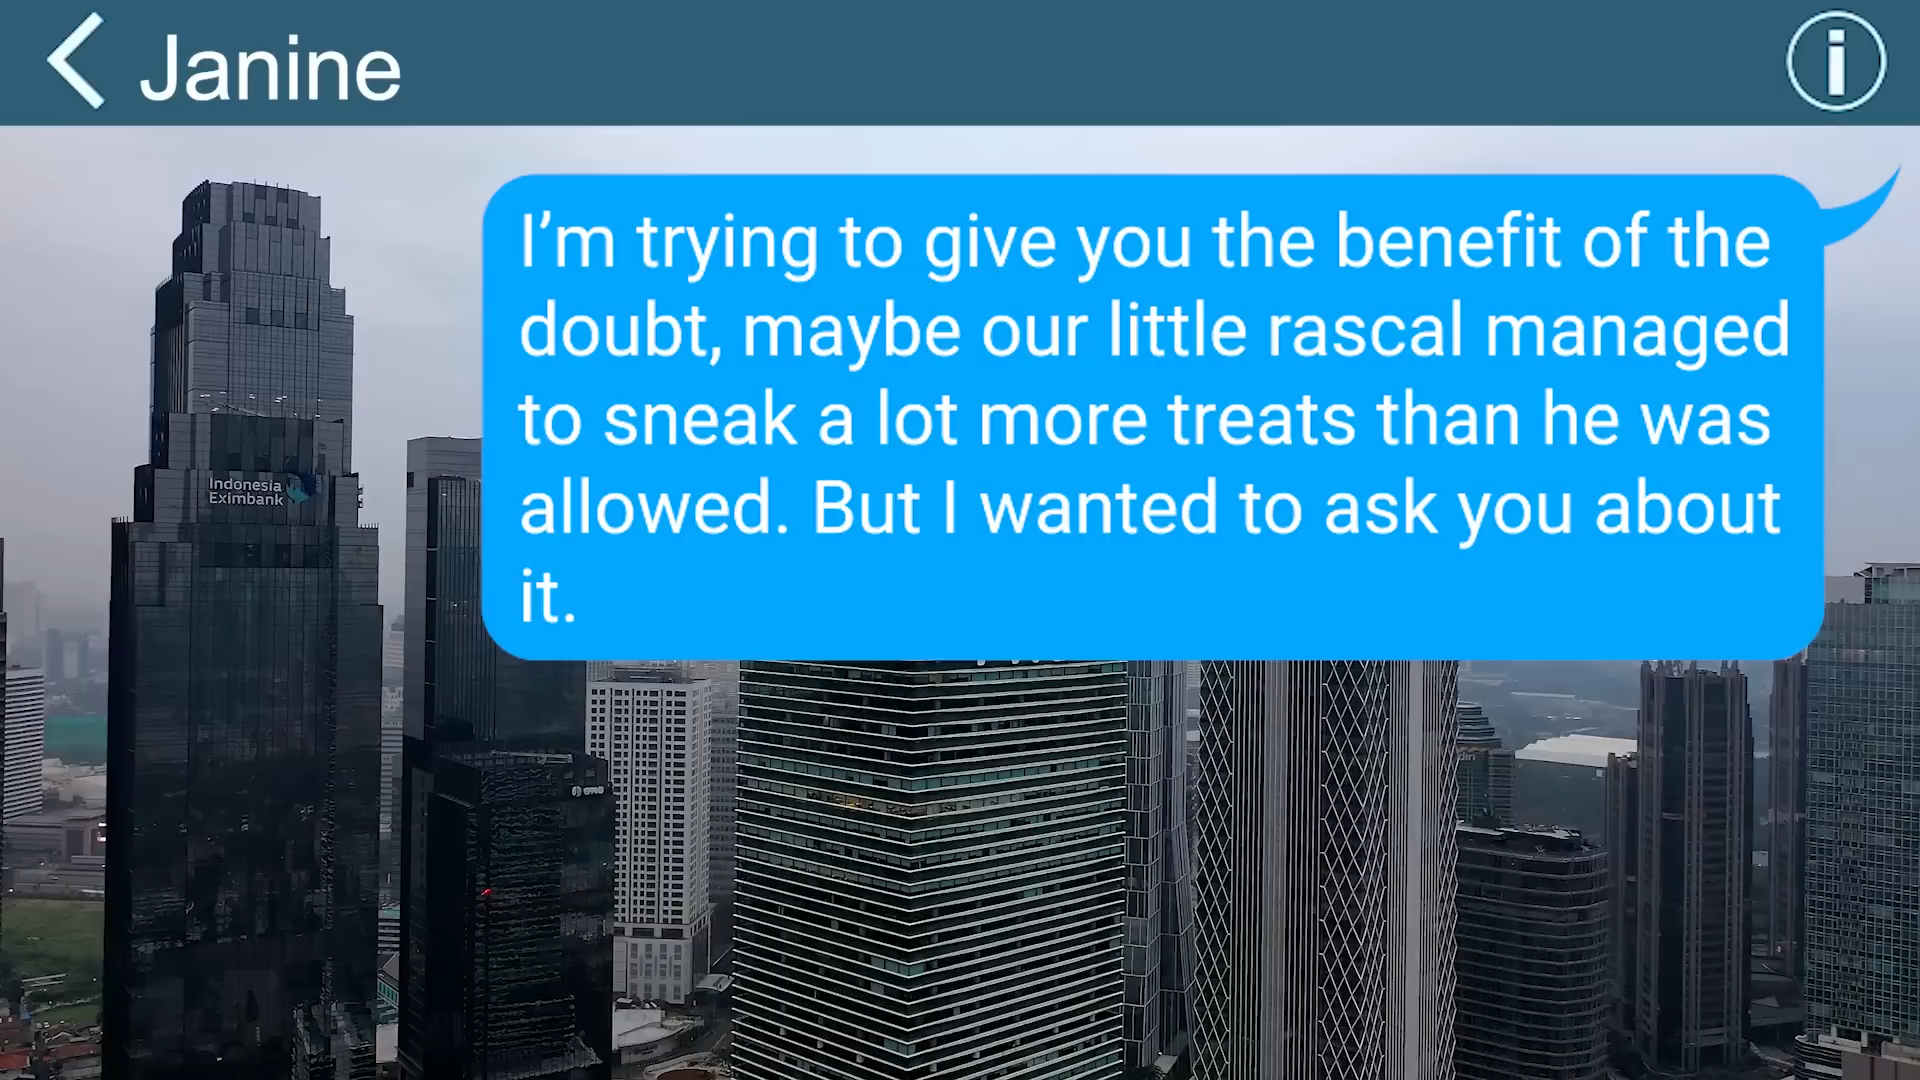 Janine
I’m trying to give you the benefit of the
doubt, maybe our little rascal managed
to sneak a lot more treats than he was
allowed. But I wanted to ask you about
it.
Indonesia
Eximbank